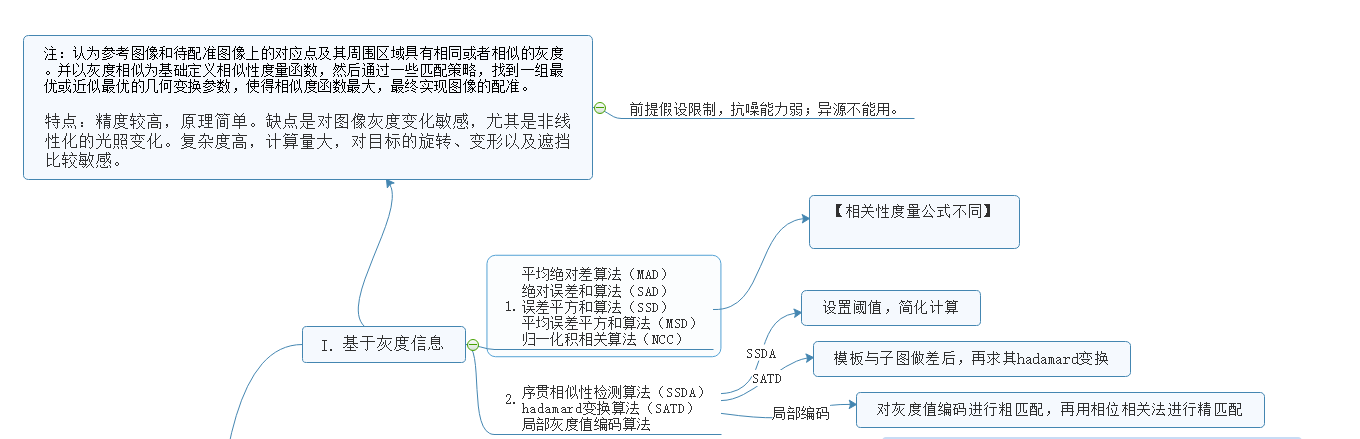 注：认为参考图像和待配准图像上的对应点及其周围区域具有相同或者相似的灰度
。并以灰度相似为基础定义相似性度量函数，然后通过一些匹配策略，找到一组最
优或近似最优的几何变换参数，使得相似度函数最大，最终实现图像的配准。
特点：精度较高，原理简单。缺点是对图像灰度变化敏感，尤其是非线
性化的光照变化。复杂度高，计算量大，对目标的旋转、变形以及遮挡
比较敏感。
前提假设限制，抗噪能力弱；异源不能用。
【相关性度量公式不同】
I. 基于灰度信息
1.
平均绝对差算法（MAD）
绝对误差和算法（SAD）
误差平方和算法（SSD）
平均误差平方和算法（MSD）
归一化积相关算法（NCC）
2.
序贯相似性检测算法（SSDA）
hadamard变换算法（SATD）
局部灰度值编码算法
SSDA
设置阈值，简化计算
SATD
模板与子图做差后，再求其hadamard变换
局部编码
对灰度值编码进行粗匹配，再用相位相关法进行精匹配